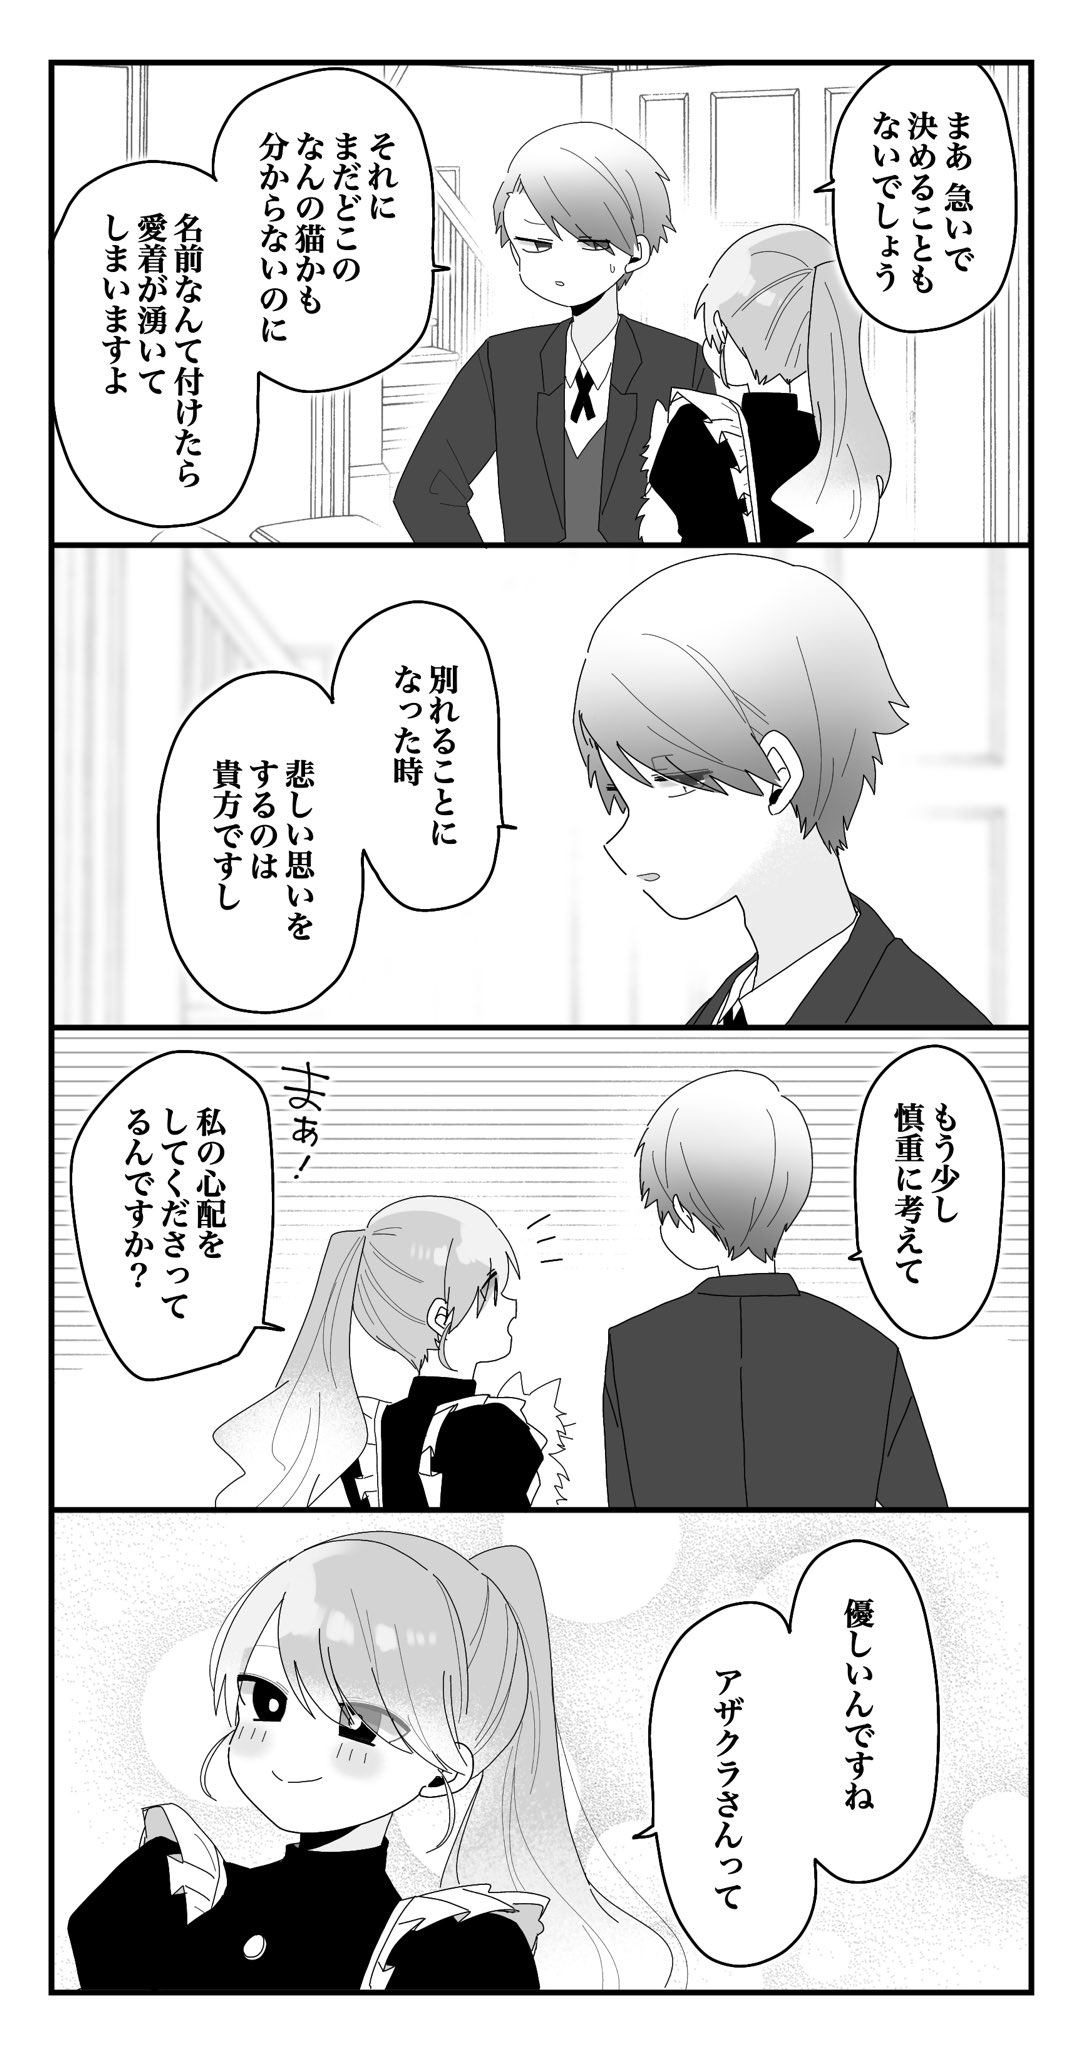 まあ 急いで
決めることも
ないでしょう
それに
まだどこの
なんの猫かも
分からないのに
名前なんて付けたら
愛着が湧いて
しまいますよ
別れることに
なった時
悲しい思いを
するのは
貴方ですし
もう少し
慎重に考えて
まぁ！
私の心配を
してくださって
るんですか？
優しいんですね
アザクラさんって